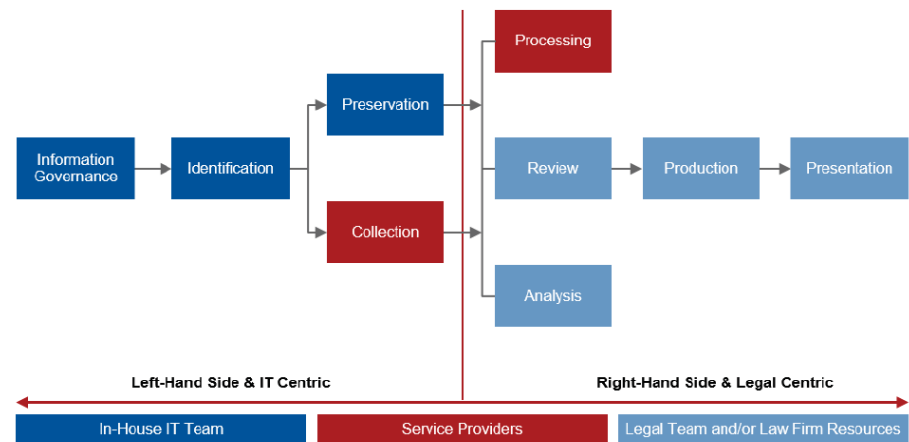 Processing
Preservation
Information
Governance
Identification
Review
Production
Presentation
Collection
Analysis
Left-Hand Side & IT Centric
Right-Hand Side & Legal Centric
In-House IT Team
Service Providers
Legal Team and/or Law Firm Resources